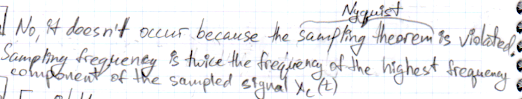 Nyquist
No, it doesn't occur because the sampling theorem is violated.
Sampling frequency is twice the frequency of the highest frequency
component of the sampled signal Xc(t)